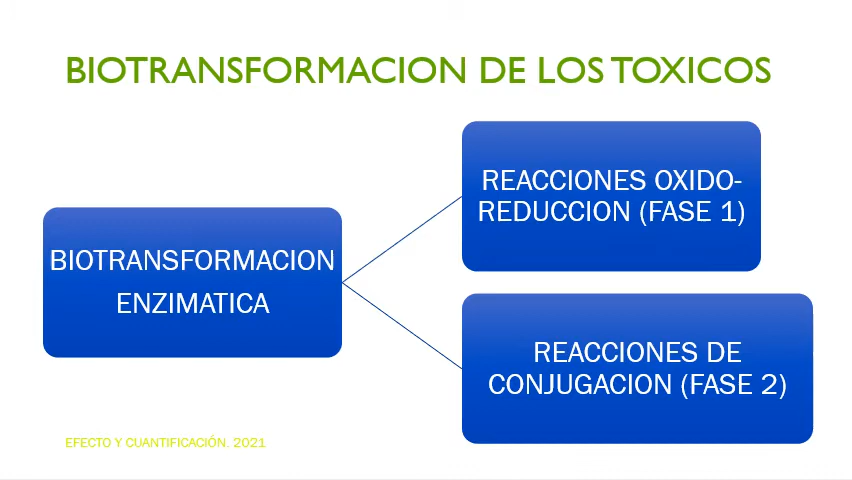 BIOTRANSFORMACION DE LOS TOXICOS
REACCIONES OXIDO-
REDUCCION (FASE 1)
BIOTRANSFORMACION
ENZIMATICA
REACCIONES DE
CONJUGACION (FASE 2)
EFECTO Y CUANTIFICACIÓN. 2021